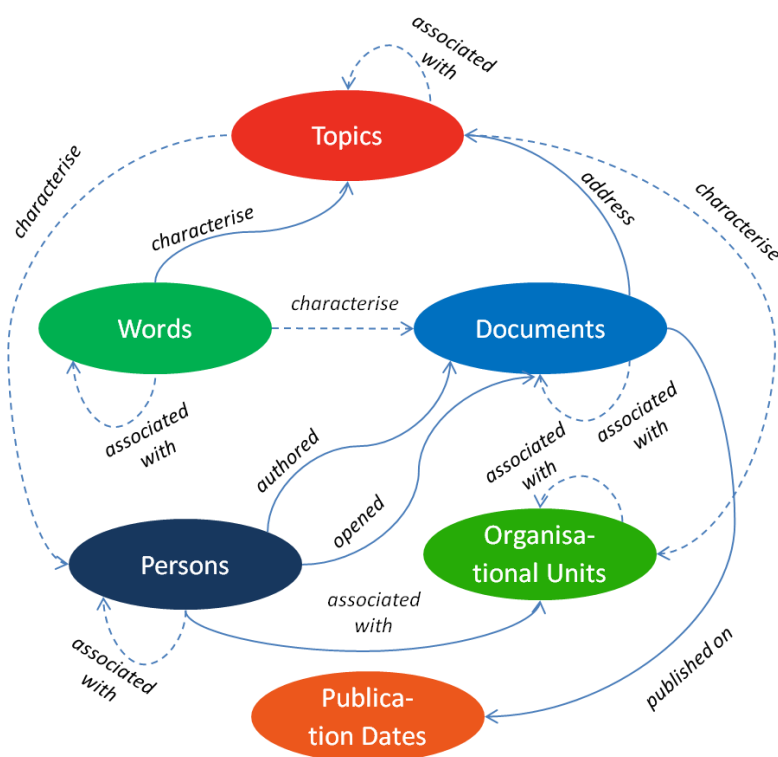 associated
with
Topics
characterise
address
characterise
characterise
Words
characterise
Documents
associated
with
authored
opened
associated
with
associated
with
Persons
Organisa-
tional Units
associated
with
associated
with
published on
Publica-
tion Dates